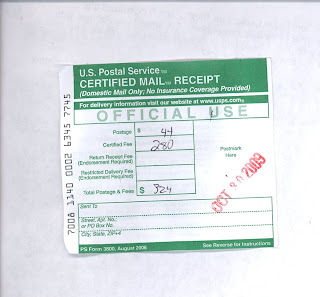 U.S. Postal Service™
CERTIFIED MAIL™ RECEIPT
(Domestic Mail Only; No Insurance Coverage Provided)
For delivery information visit our website at www.usps.com®
OFFICIAL USE
Postage $ 44
Certified Fee 280
Return Receipt Fee
(Endorsement Required)
Restricted Delivery Fee
(Endorsement Required)
Total Postage & Fees $ 324
Postmark
Here
OCT 2009
Sent To
Street, Apt. No.;
or PO Box No.
City, State, ZIP+4
PS Form 3800, August 2006 See Reverse for Instructions
7008 1140 0002 6345 7745